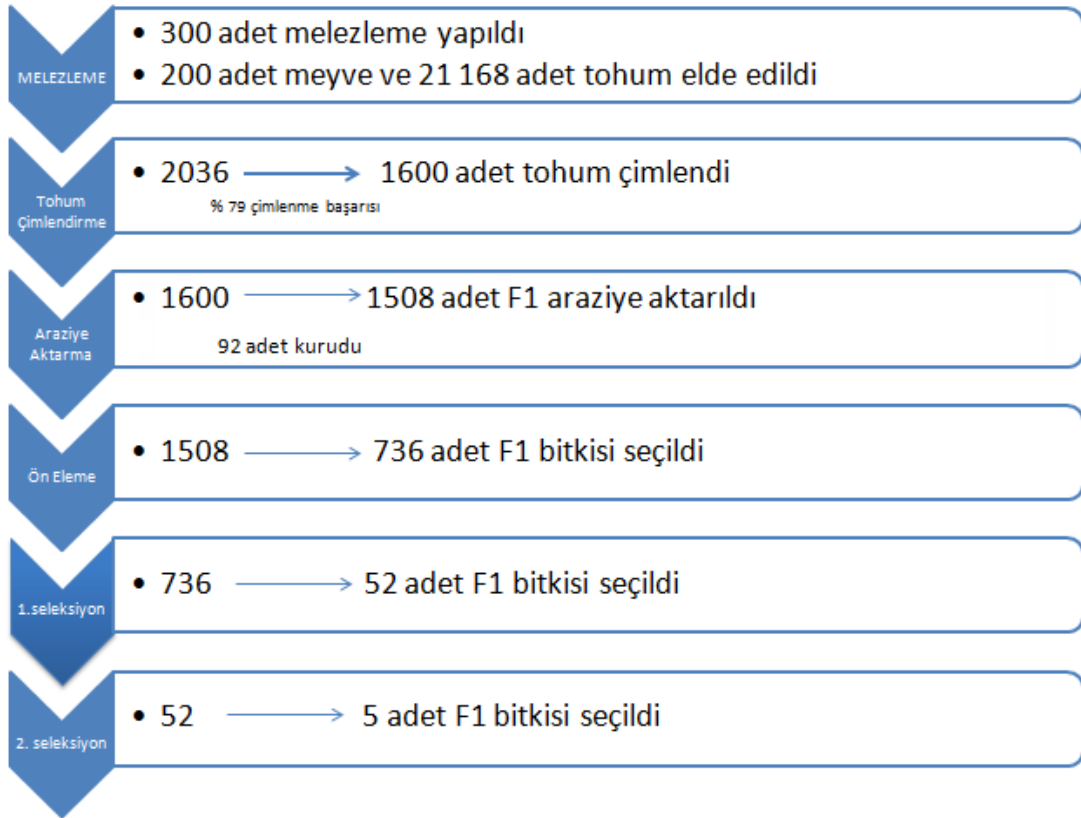 MELEZLEME
• 300 adet melezleme yapıldı
• 200 adet meyve ve 21 168 adet tohum elde edildi
Tohum
Çimlendirme
• 2036 → 1600 adet tohum çimlendi
% 79 çimlenme başarısı
Araziye
Aktarma
• 1600 → 1508 adet F1 araziye aktarıldı
92 adet kurudu
Ön Eleme
• 1508 → 736 adet F1 bitkisi seçildi
1.seleksiyon
• 736 → 52 adet F1 bitkisi seçildi
2. seleksiyon
• 52 → 5 adet F1 bitkisi seçildi